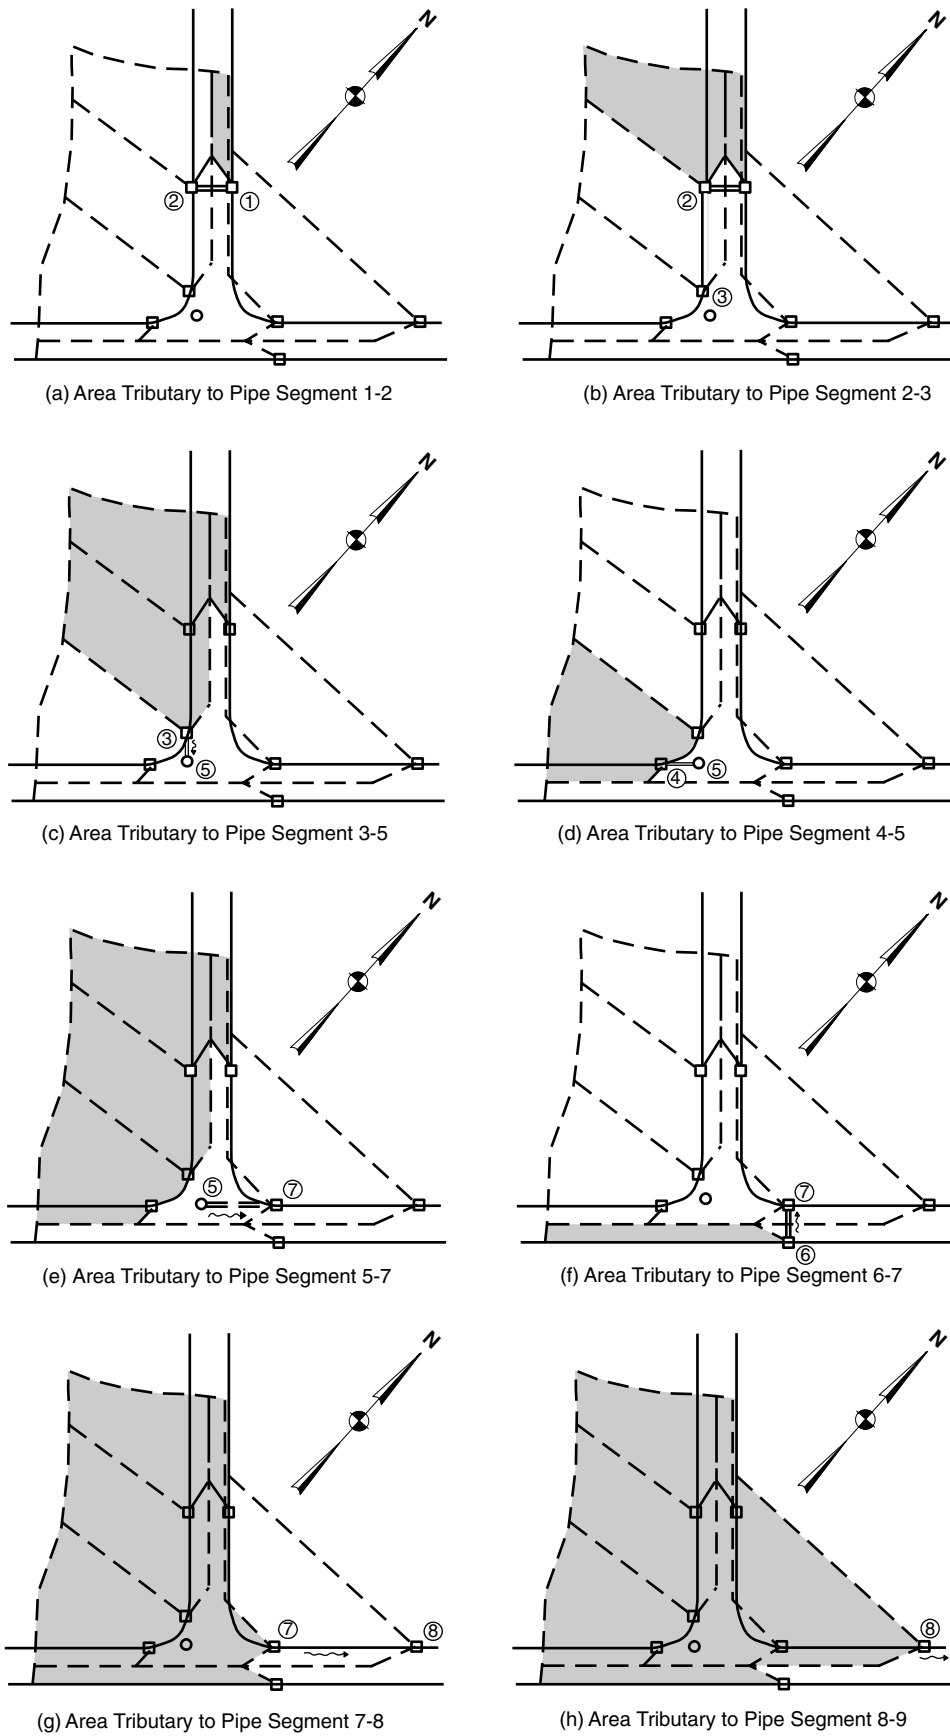 N
N
② ①
②
③
(a) Area Tributary to Pipe Segment 1-2
(b) Area Tributary to Pipe Segment 2-3
N
N
③
⑤
④ ⑤
(c) Area Tributary to Pipe Segment 3-5
(d) Area Tributary to Pipe Segment 4-5
N
N
⑤ ⑦
⑦
⑥
(e) Area Tributary to Pipe Segment 5-7
(f) Area Tributary to Pipe Segment 6-7
N
N
⑦ ⑧
⑧
(g) Area Tributary to Pipe Segment 7-8
(h) Area Tributary to Pipe Segment 8-9